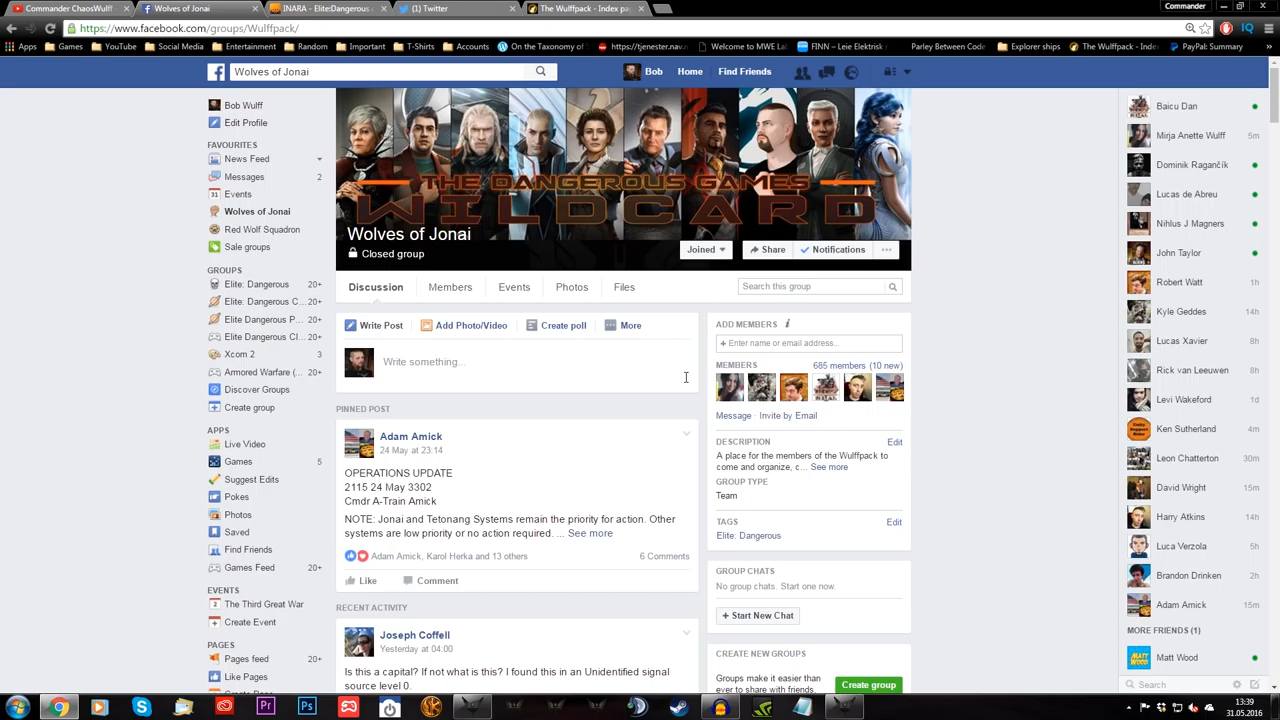 Commander ChaosWulff
Wolves of Jonai
INARA - Elite:Dangerous
(1) Twitter
The Wulffpack - Index pa
Commander
https://www.facebook.com/groups/Wulffpack/
Apps
Games
YouTube
Social Media
Entertainment
Random
Important
T-Shirts
Accounts
On the Taxonomy of
https://tjenester.nav.n
Welcome to MWE Lab
FINN – Leie Elektrisk
Parley Between Code
Explorer ships
The Wulffpack - Inde
PayPal: Summary
Wolves of Jonai
Bob
Home
Find Friends
Bob Wulff
Edit Profile
FAVOURITES
News Feed
Messages 2
31 Events
Wolves of Jonai
Red Wolf Squadron
Sale groups
GROUPS
Elite: Dangerous 20+
Elite: Dangerous C... 20+
Elite Dangerous P... 20+
Elite Dangerous Cl... 20+
Xcom 2 3
Armored Warfare (... 20+
Discover Groups
Create group
APPS
Live Video
Games 5
Suggest Edits
Pokes
Photos
Saved
Find Friends
Games Feed 20+
EVENTS
2 The Third Great War
Create Event
PAGES
Pages feed 20+
Like Pages
THE DANGEROUS GAMES
WILDCARD
Wolves of Jonai
Closed group
Joined
Share
Notifications
Discussion
Members
Events
Photos
Files
Search this group
Write Post
Add Photo/Video
Create poll
More
Write something...
PINNED POST
Adam Amick
24 May at 23:14
OPERATIONS UPDATE
2115 24 May 3302
Cmdr A-Train Amick
NOTE: Jonai and Tetonang Systems remain the priority for action. Other
systems are low priority or no action required. ... See more
Adam Amick, Karol Herka and 13 others
6 Comments
Like
Comment
RECENT ACTIVITY
Joseph Coffell
Yesterday at 04:00
Is this a capital? If not what is this? I found this in an Unidentified signal
source level 0.
ADD MEMBERS i
+ Enter name or email address...
MEMBERS
685 members (10 new)
Message · Invite by Email
DESCRIPTION
Edit
A place for the members of the Wulffpack to
come and organize, c... See more
GROUP TYPE
Team
TAGS
Edit
Elite: Dangerous
GROUP CHATS
No group chats. Start one now.
+ Start New Chat
CREATE NEW GROUPS
Groups make it easier than
ever to share with friends,
Create group
Baicu Dan
Mirja Anette Wulff 5m
Dominik Ragančík
Lucas de Abreu
Nihlus J Magners
John Taylor
Robert Watt 1h
Kyle Geddes 14h
Lucas Xavier 8h
Rick van Leeuwen 8h
Levi Wakeford 1d
Ken Sutherland 4m
Leon Chatterton 30m
David Wright 15m
Harry Atkins 14h
Luca Verzola 5h
Brandon Drinken 2h
Adam Amick 15m
MORE FRIENDS (1)
Matt Wood
Search
13:39
31.05.2016